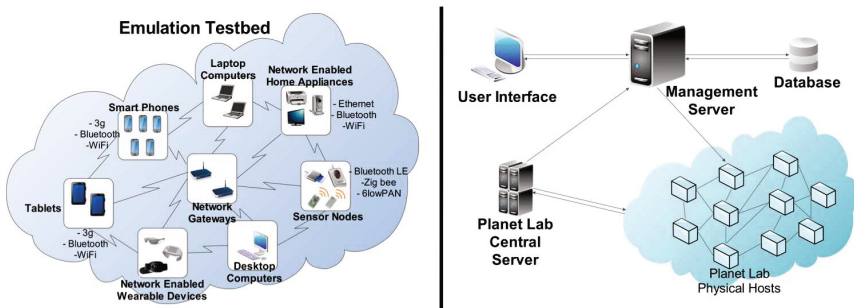 Emulation Testbed
Laptop
Computers
Network Enabled
Home Appliances
- Ethernet
- Bluetooth
-WiFi
Smart Phones
- 3g
- Bluetooth
-WiFi
- Bluetooth LE
-Zig bee
- 6lowPAN
Sensor Nodes
Tablets
- 3g
- Bluetooth
-WiFi
Network
Gateways
Network Enabled
Wearable Devices
Desktop
Computers
User Interface
Management
Server
Database
Planet Lab
Central
Server
Planet Lab
Physical Hosts